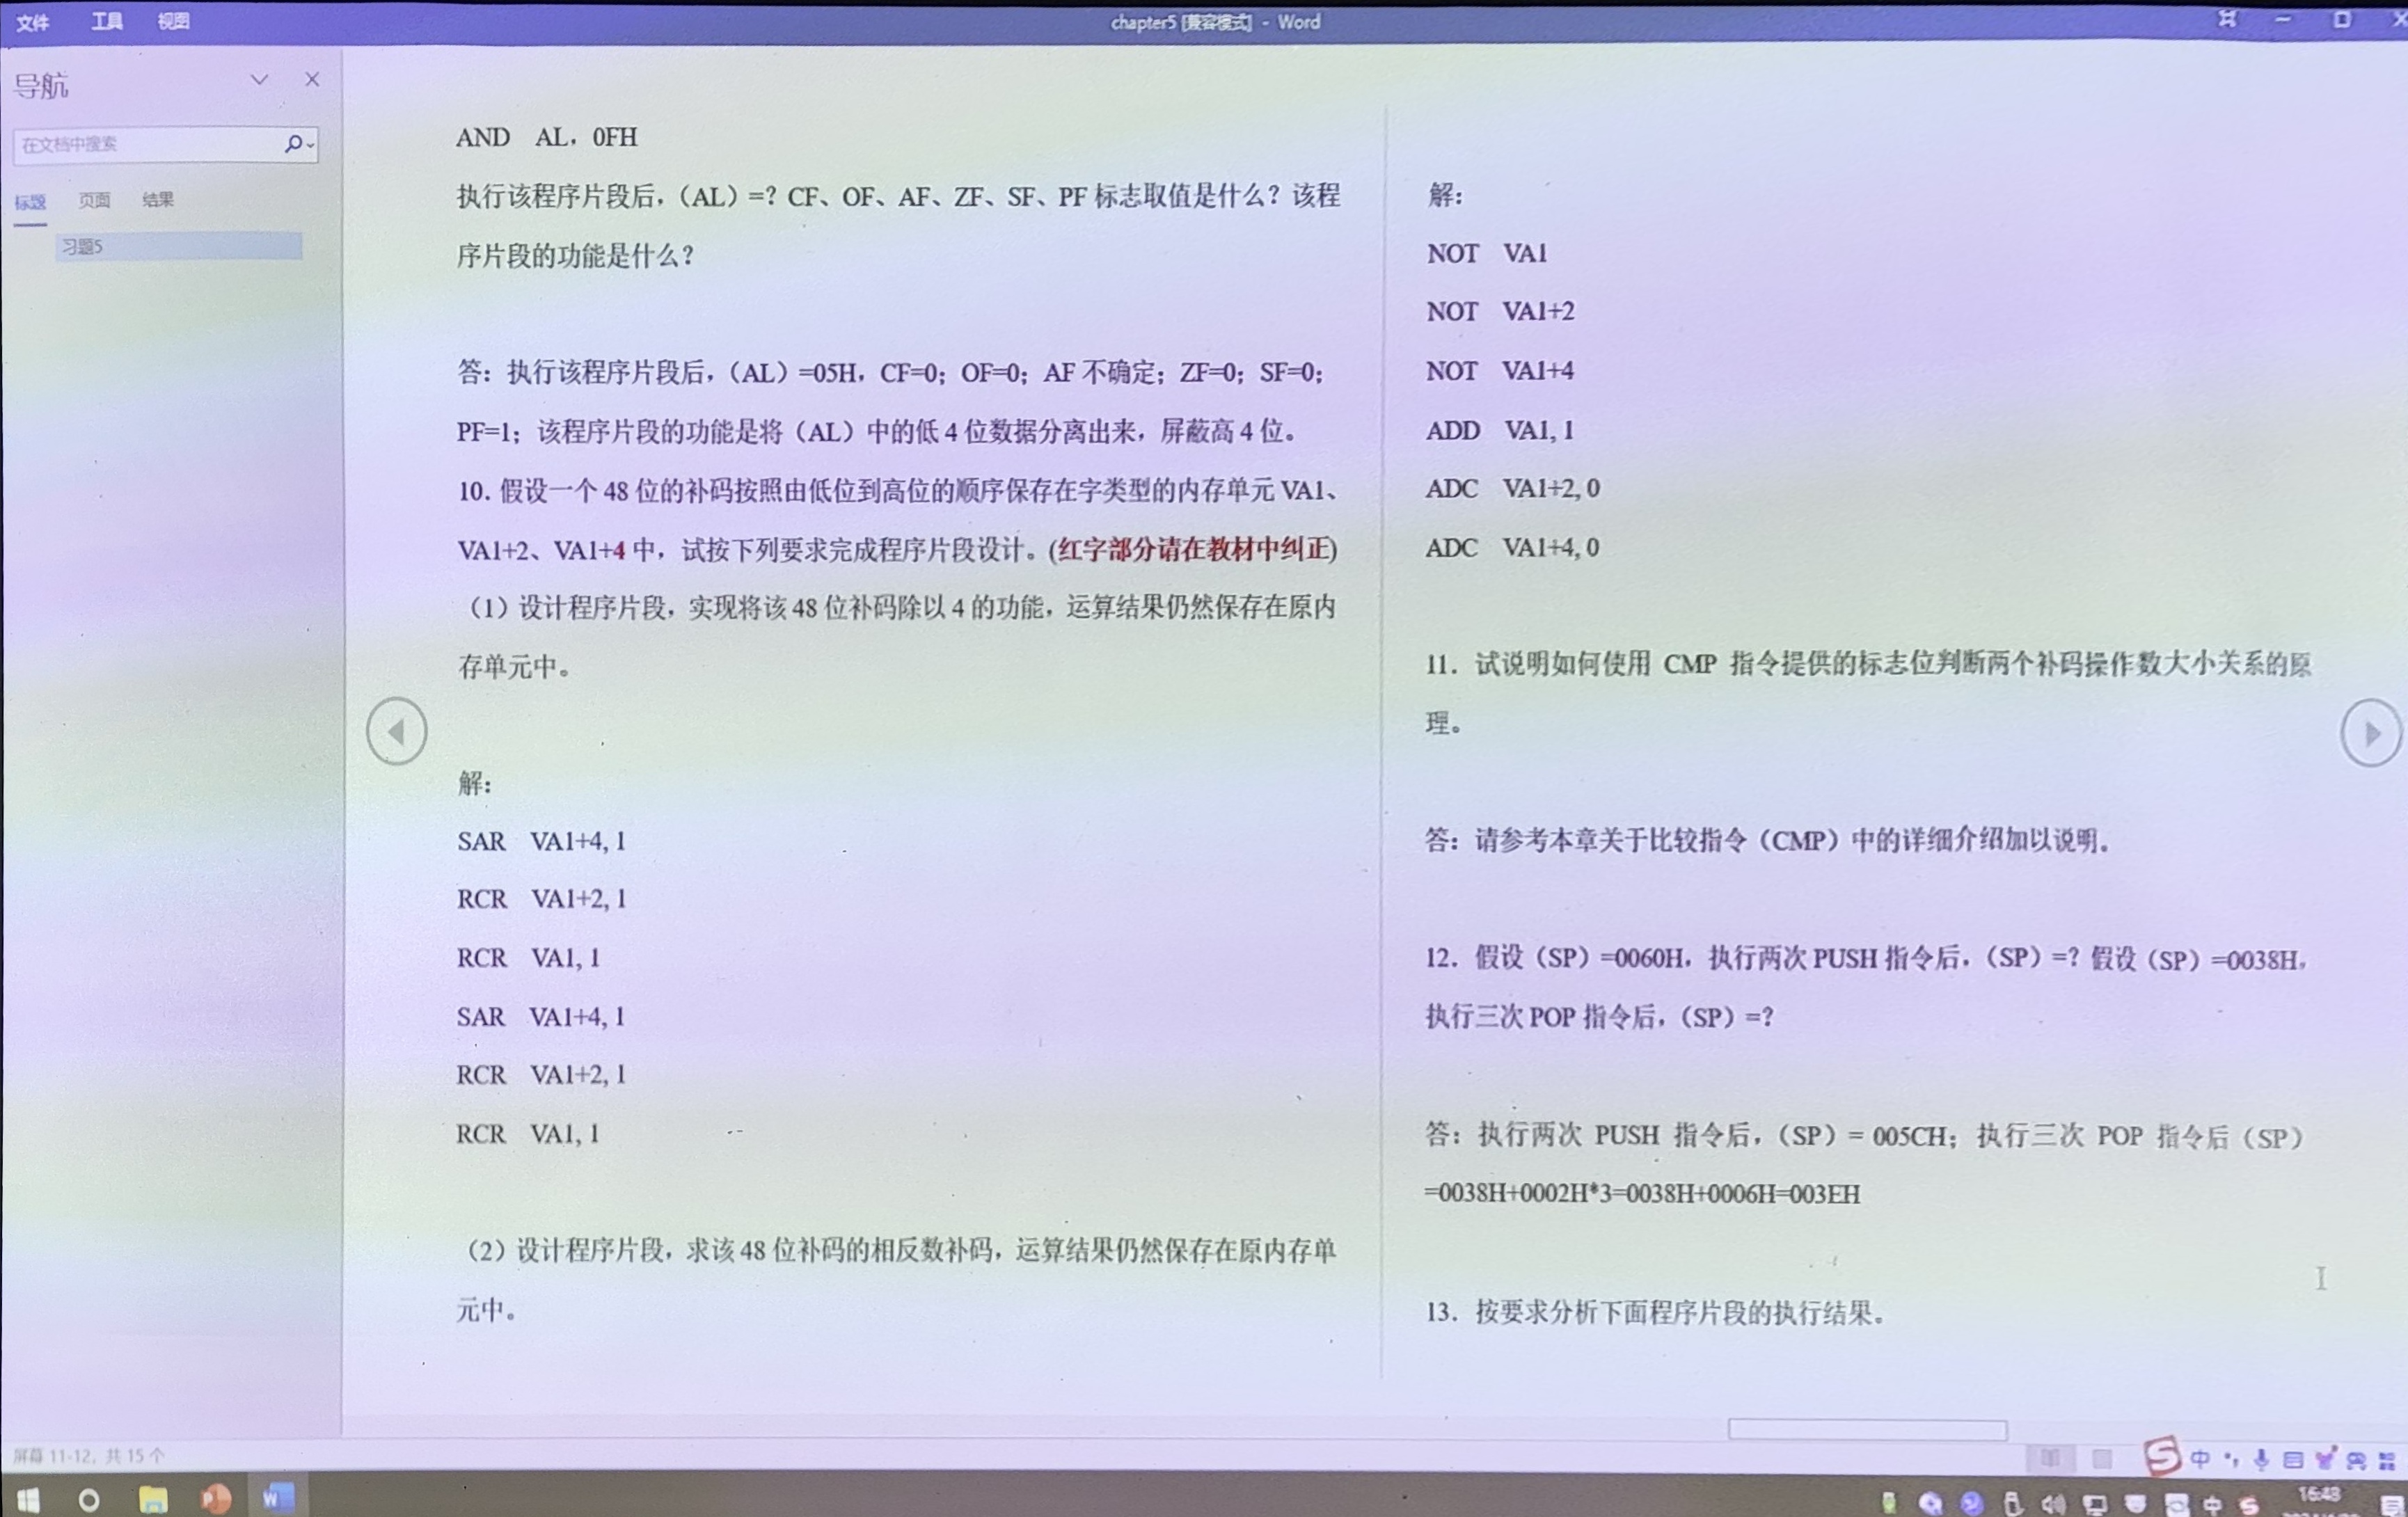 文件 工具 视图
chapter5 [兼容模式] - Word
导航
在文档中搜索
标题 页面 结果
习题5
AND AL，0FH
执行该程序片段后，（AL）=？CF、OF、AF、ZF、SF、PF 标志取值是什么？该程
序片段的功能是什么？
答：执行该程序片段后，（AL）=05H，CF=0；OF=0；AF 不确定；ZF=0；SF=0；
PF=1；该程序片段的功能是将（AL）中的低 4 位数据分离出来，屏蔽高 4 位。
10. 假设一个 48 位的补码按照由低位到高位的顺序保存在字类型的内存单元 VA1、
VA1+2、VA1+4 中，试按下列要求完成程序片段设计。(红字部分请在教材中纠正)
（1）设计程序片段，实现将该 48 位补码除以 4 的功能，运算结果仍然保存在原内
存单元中。
解：
SAR VA1+4, 1
RCR VA1+2, 1
RCR VA1, 1
SAR VA1+4, 1
RCR VA1+2, 1
RCR VA1, 1
（2）设计程序片段，求该 48 位补码的相反数补码，运算结果仍然保存在原内存单
元中。
解：
NOT VA1
NOT VA1+2
NOT VA1+4
ADD VA1, 1
ADC VA1+2, 0
ADC VA1+4, 0
11. 试说明如何使用 CMP 指令提供的标志位判断两个补码操作数大小关系的原
理。
答：请参考本章关于比较指令（CMP）中的详细介绍加以说明。
12. 假设（SP）=0060H，执行两次 PUSH 指令后，（SP）=？假设（SP）=0038H，
执行三次 POP 指令后，（SP）=？
答：执行两次 PUSH 指令后，（SP）= 005CH；执行三次 POP 指令后（SP）
=0038H+0002H*3=0038H+0006H=003EH
13. 按要求分析下面程序片段的执行结果。
屏幕 11-12，共 15 个
中
中
16:48